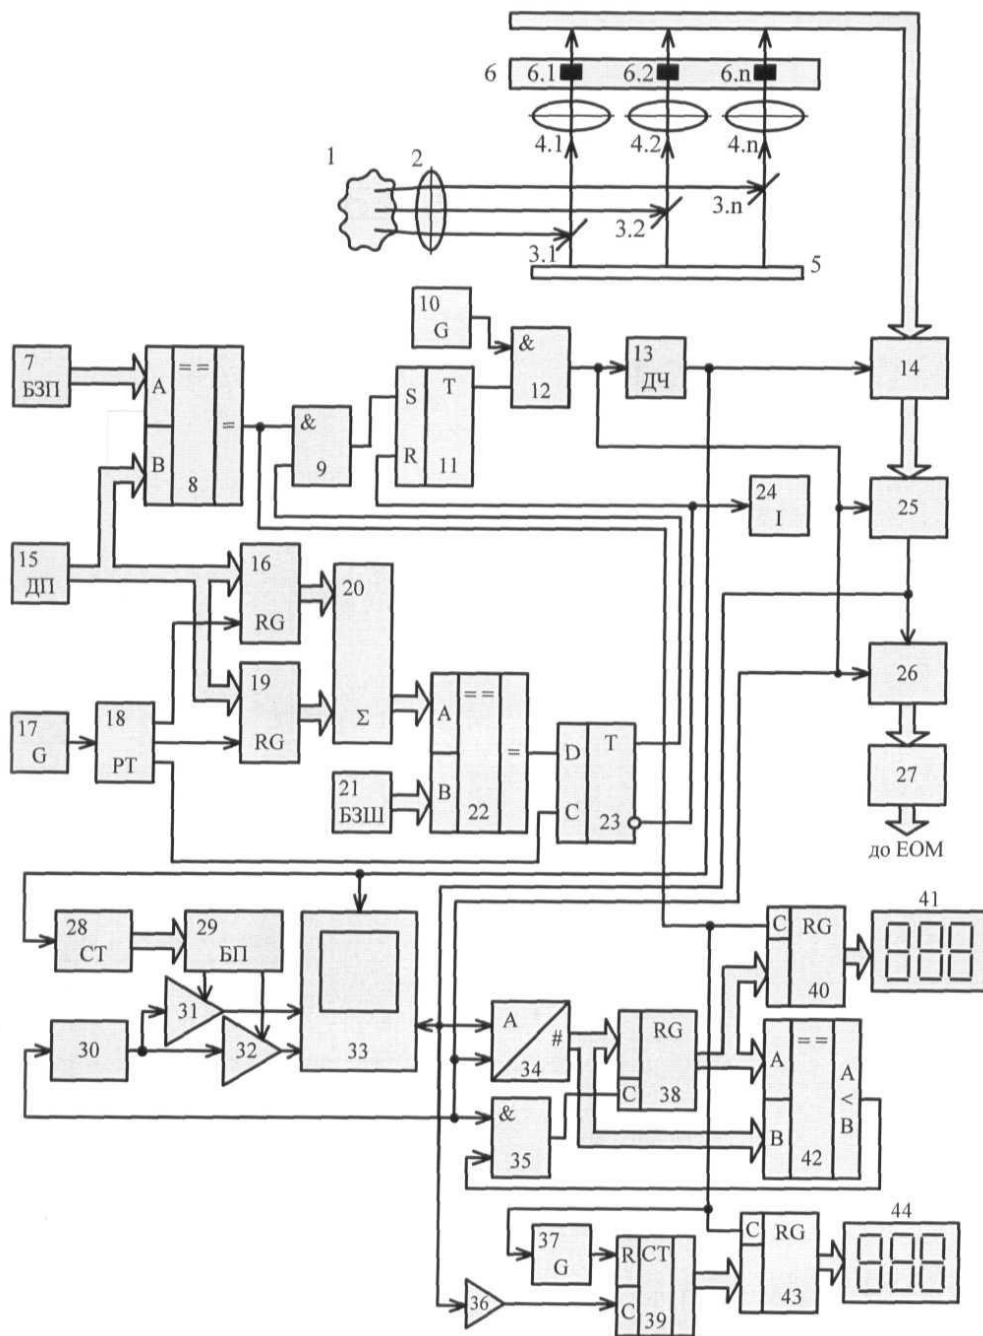 6 6.1 6.2 6.n
4.1 4.2 4.n
1 2
3.1 3.2 3.n
5
10 G
7 БЗП
A B == = 8
& 9
S R T 11
& 12
13 ДЧ
14
24 I
25
15 ДП
16 RG
20 Σ
19 RG
17 G
18 РТ
21 БЗШ
A B == = 22
D C T 23
26
27
до ЕОМ
28 СТ
29 БП
31
30
32
33
A # 34
& 35
RG C 38
C RG 40
41
A B == A < B 42
44
37 G
36
R C CT 39
C RG 43